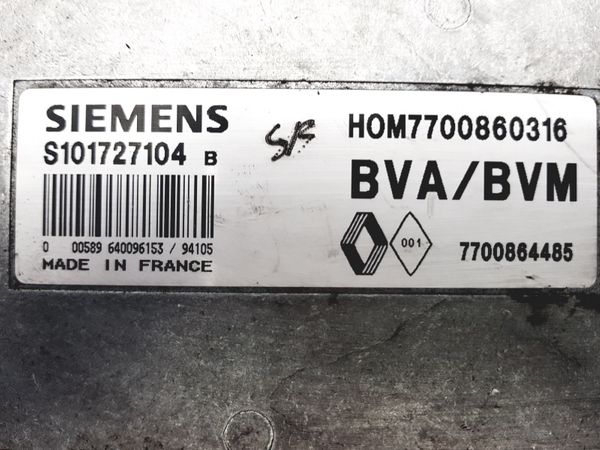 SIEMENS
S101727104 B
0 00589 640096153 / 94105
MADE IN FRANCE
HOM7700860316
BVA/BVM
001
7700864485